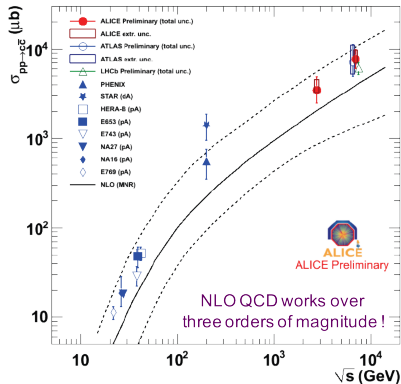 σpp→cc̄ (μb)
10⁴
10³
10²
10
ALICE Preliminary (total unc.)
ALICE extr. unc.
ATLAS Preliminary (total unc.)
ATLAS extr. unc.
LHCb Preliminary (total unc.)
PHENIX
STAR (dA)
HERA-B (pA)
E653 (pA)
E743 (pA)
NA27 (pA)
NA16 (pA)
E769 (pA)
NLO (MNR)
ALICE
ALICE Preliminary
NLO QCD works over
three orders of magnitude !
10 10² 10³ 10⁴
√s (GeV)